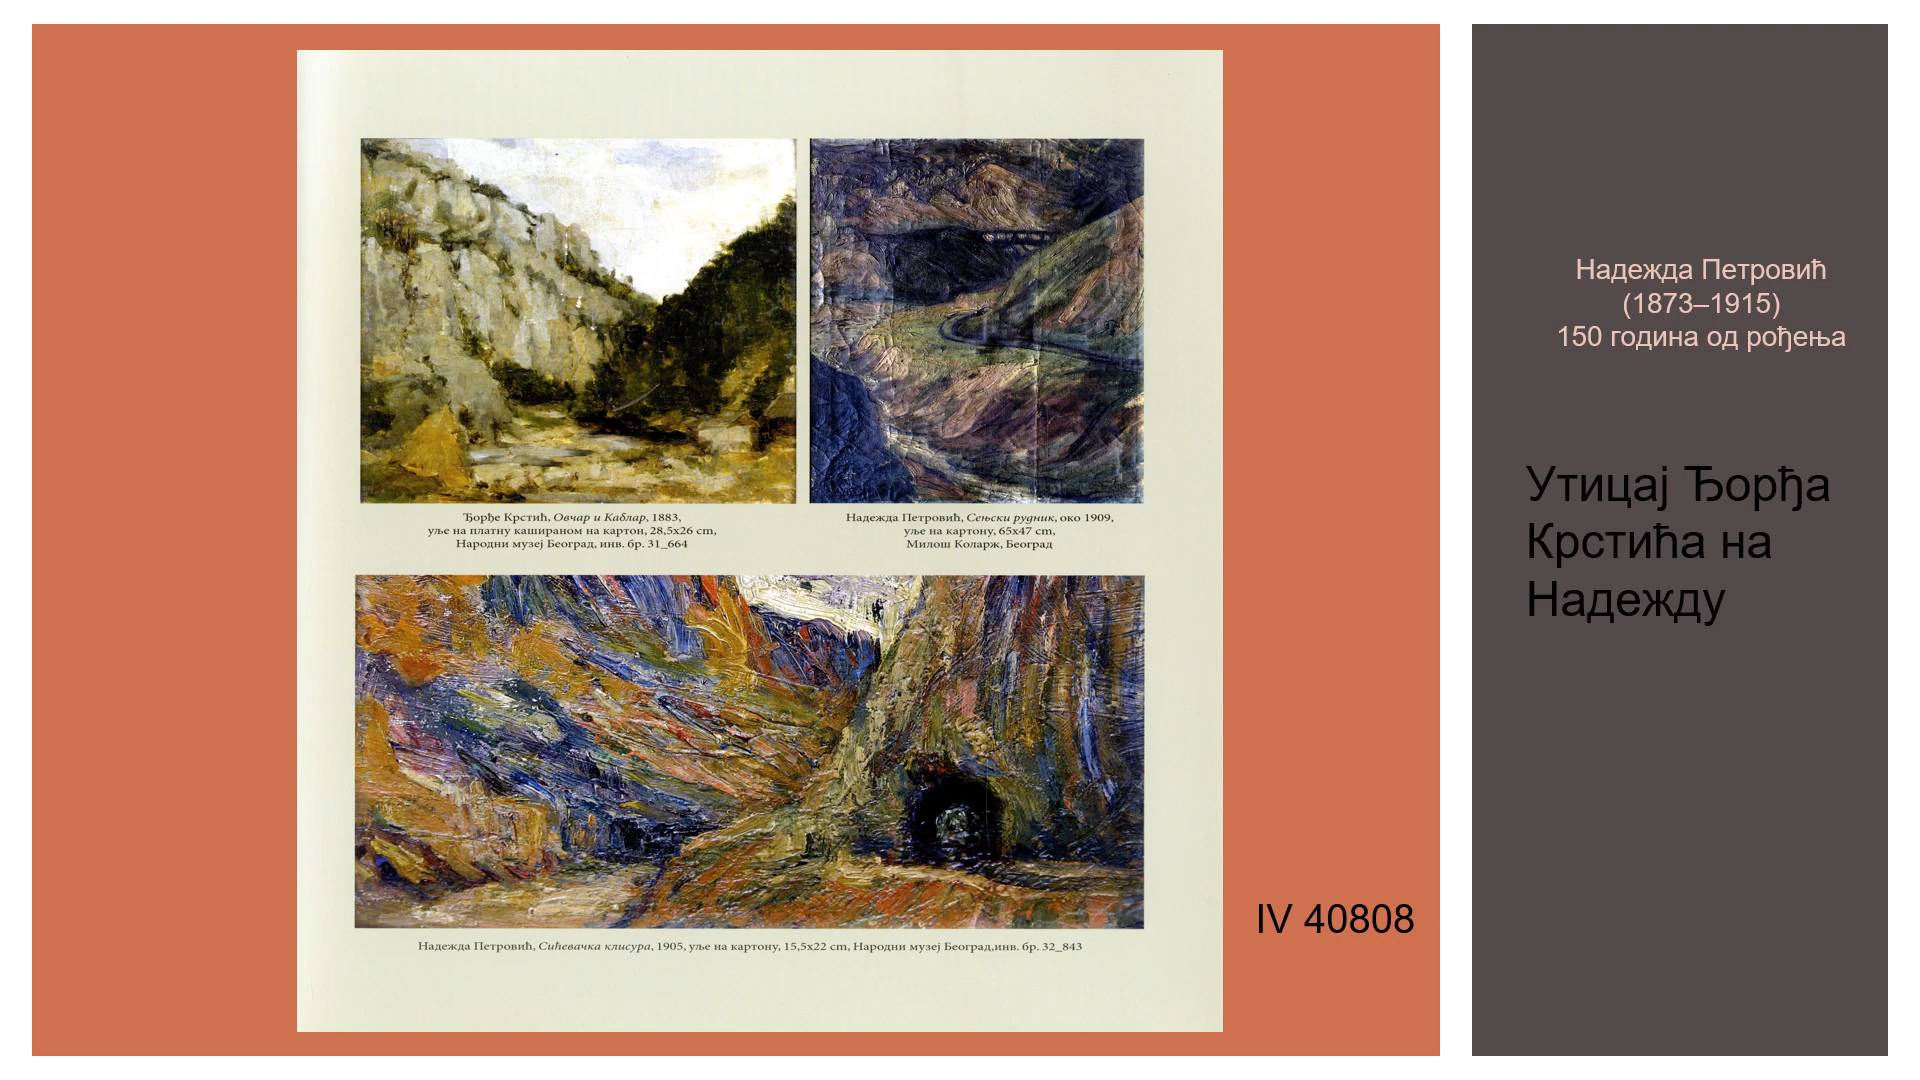 Ђорђе Крстић, Овчар и Каблар, 1883,
уље на платну кашираном на картон, 28,5x26 cm,
Народни музеј Београд, инв. бр. 31_664
Надежда Петровић, Сењски рудник, око 1909,
уље на картону, 65x47 cm,
Милош Коларж, Београд
Надежда Петровић, Сићевачка клисура, 1905, уље на картону, 15,5x22 cm, Народни музеј Београд,инв. бр. 32_843
IV 40808
Надежда Петровић
(1873–1915)
150 година од рођења
Утицај Ђорђа
Крстића на
Надежду